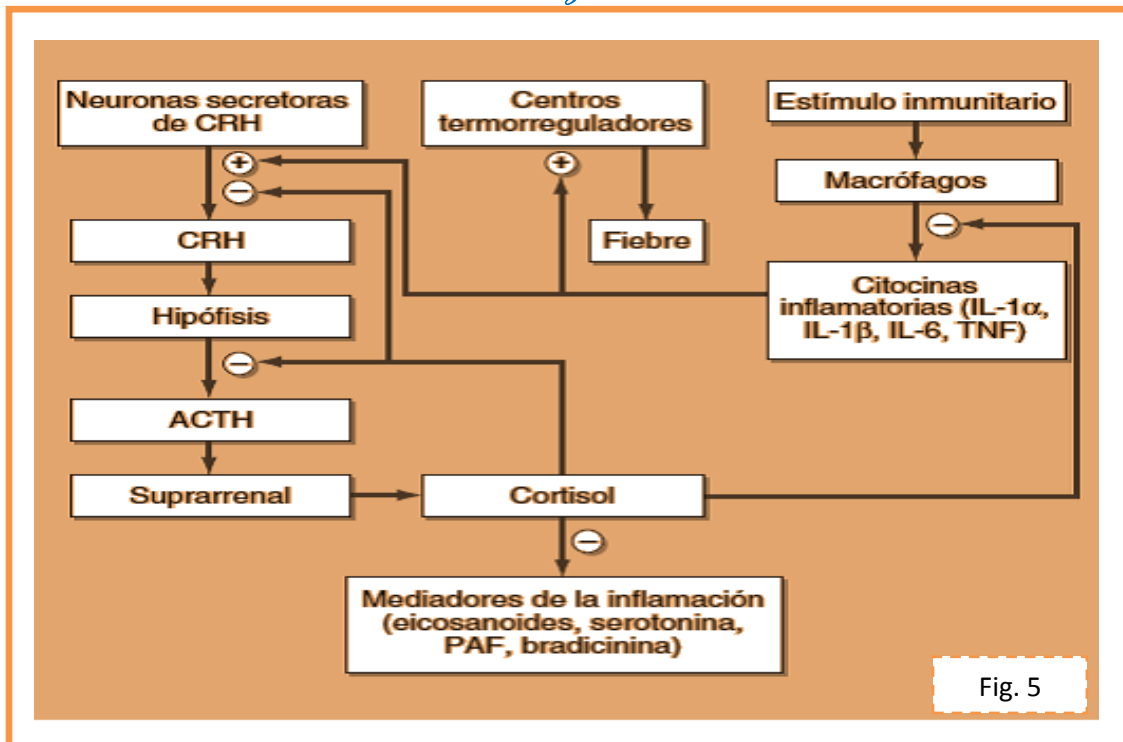 Neuronas secretoras
de CRH
+
−
CRH
Hipófisis
−
ACTH
Suprarrenal
Centros
termorreguladores
+
Fiebre
Estímulo inmunitario
Macrófagos
−
Citocinas
inflamatorias (IL-1α,
IL-1β, IL-6, TNF)
Cortisol
−
Mediadores de la inflamación
(eicosanoides, serotonina,
PAF, bradicinina)
Fig. 5